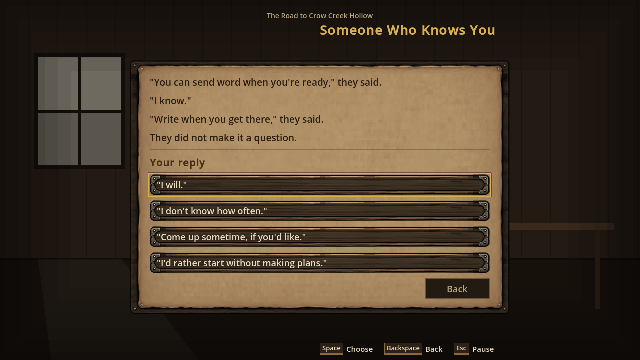 The Road to Crow Creek Hollow
Someone Who Knows You
"You can send word when you're ready," they said.
"I know."
"Write when you get there," they said.
They did not make it a question.
Your reply
"I will."
"I don't know how often."
"Come up sometime, if you'd like."
"I'd rather start without making plans."
Back
Space Choose Backspace Back Esc Pause